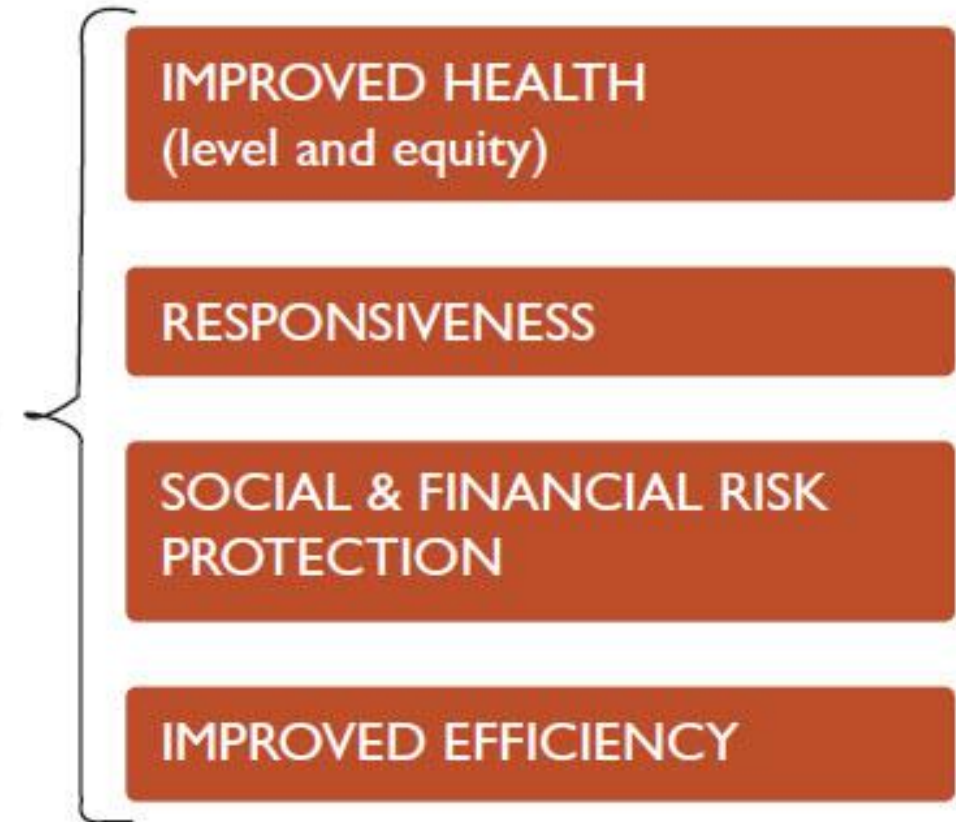 IMPROVED HEALTH
(level and equity)
RESPONSIVENESS
SOCIAL & FINANCIAL RISK
PROTECTION
IMPROVED EFFICIENCY